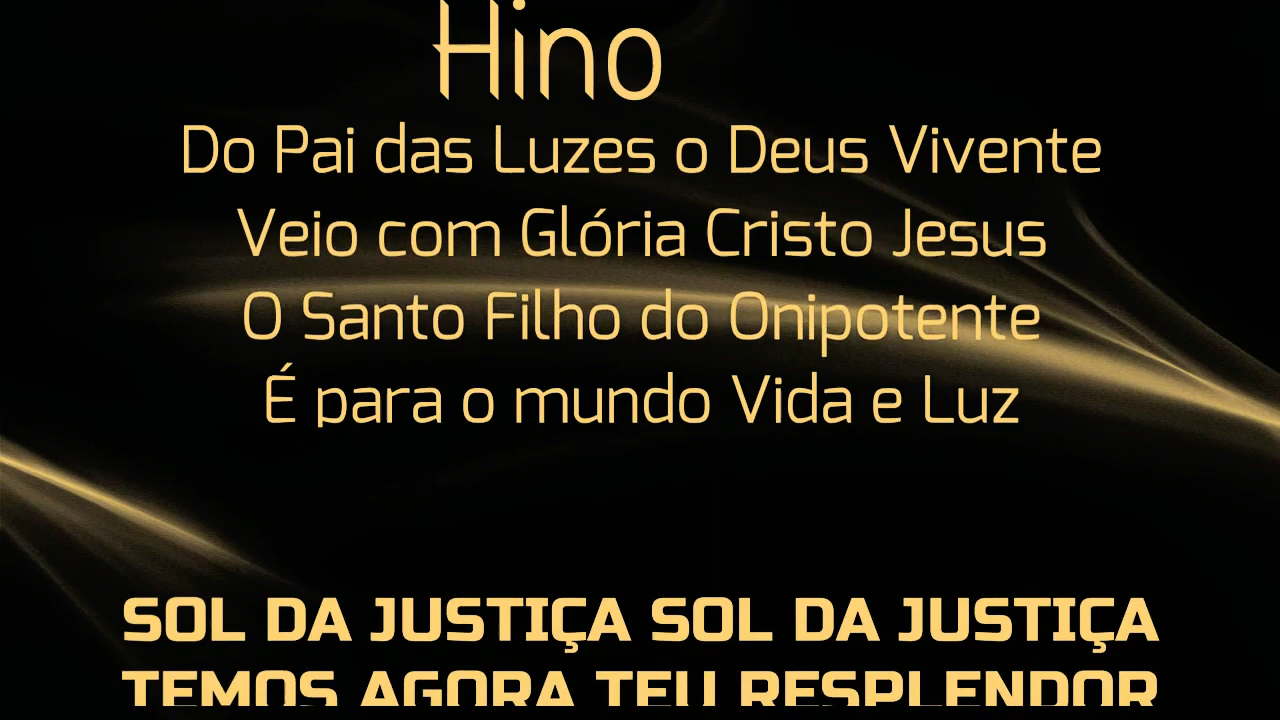 Hino
Do Pai das Luzes o Deus Vivente
Veio com Glória Cristo Jesus
O Santo Filho do Onipotente
É para o mundo Vida e Luz
SOL DA JUSTIÇA SOL DA JUSTIÇA
TEMOS AGORA TEU RESPLENDOR